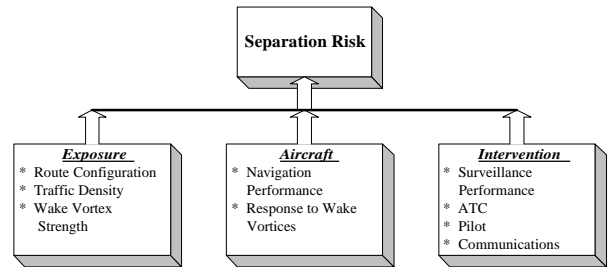 Separation Risk
Exposure
* Route Configuration
* Traffic Density
* Wake Vortex
Strength
Aircraft
* Navigation
Performance
* Response to Wake
Vortices
Intervention
* Surveillance
Performance
* ATC
* Pilot
* Communications